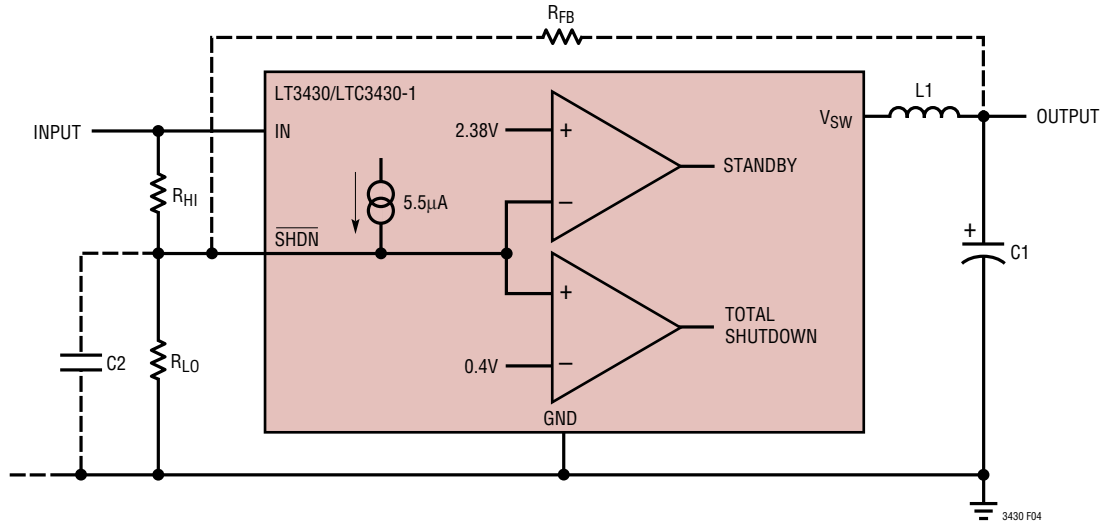 RFB
LT3430/LTC3430-1
L1
VSW
OUTPUT
INPUT
IN
2.38V
+
STANDBY
RHI
5.5µA
–
SHDN
+
C1
+
TOTAL
SHUTDOWN
C2
RLO
0.4V
–
GND
3430 F04